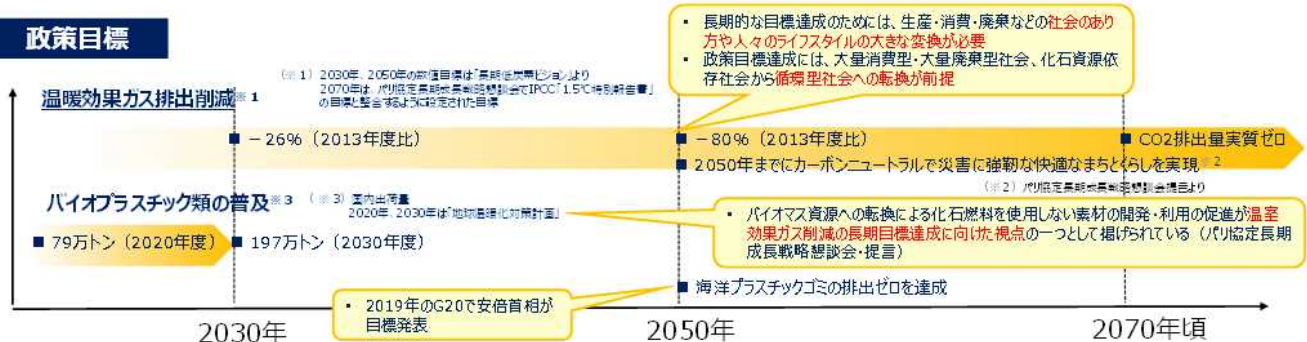 政策目標
▪ 長期的な目標達成のためには、生産・消費・廃棄などの社会のあり
方や人々のライフスタイルの大きな変換が必要
▪ 政策目標達成には、大量消費型・大量廃棄型社会、化石資源依
存社会から循環型社会への転換が前提
(※1) 2030年、2050年の数値目標は「長期低炭素ビジョン」より
2070年は、パリ協定長期成長戦略懇談会でIPCC「1.5℃特別報告書」
の目標と整合するように設定された目標
温暖効果ガス排出削減※1
■ -26%（2013年度比）
■ -80%（2013年度比）
■ CO2排出量実質ゼロ
■ 2050年までにカーボンニュートラルで災害に強靭な快適なまちとくらしを実現※2
(※2) パリ協定長期成長戦略懇談会提言より
バイオプラスチック類の普及※3
(※3) 国内出荷量
2020年、2030年は「地球温暖化対策計画」
■ 79万トン（2020年度）
■ 197万トン（2030年度）
▪ バイオマス資源への転換による化石燃料を使用しない素材の開発・利用の促進が温室
効果ガス削減の長期目標達成に向けた視点の一つとして掲げられている（パリ協定長期
成長戦略懇談会・提言）
■ 海洋プラスチックゴミの排出ゼロを達成
▪ 2019年のG20で安倍首相が
目標発表
2030年
2050年
2070年頃